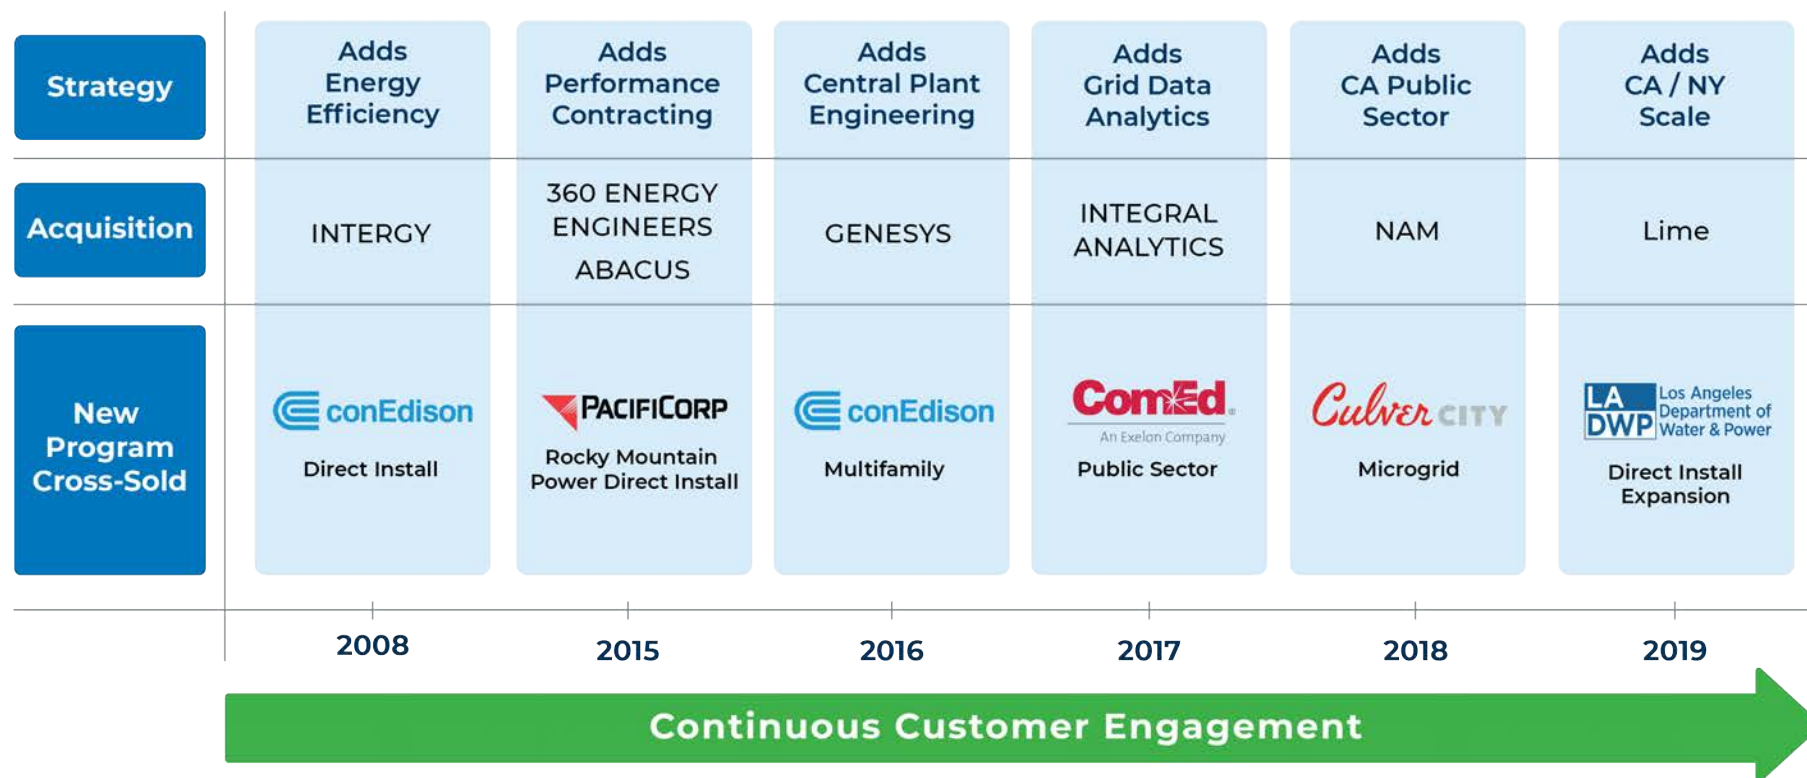 Strategy
Adds
Energy
Efficiency
Adds
Performance
Contracting
Adds
Central Plant
Engineering
Adds
Grid Data
Analytics
Adds
CA Public
Sector
Adds
CA / NY
Scale
Acquisition
INTERGY
360 ENERGY
ENGINEERS
ABACUS
GENESYS
INTEGRAL
ANALYTICS
NAM
Lime
New
Program
Cross-Sold
conEdison
Direct Install
PACIFICORP
Rocky Mountain
Power Direct Install
conEdison
Multifamily
ComEd.
An Exelon Company
Public Sector
Culver CITY
Microgrid
LA
DWP
Los Angeles
Department of
Water & Power
Direct Install
Expansion
2008
2015
2016
2017
2018
2019
Continuous Customer Engagement